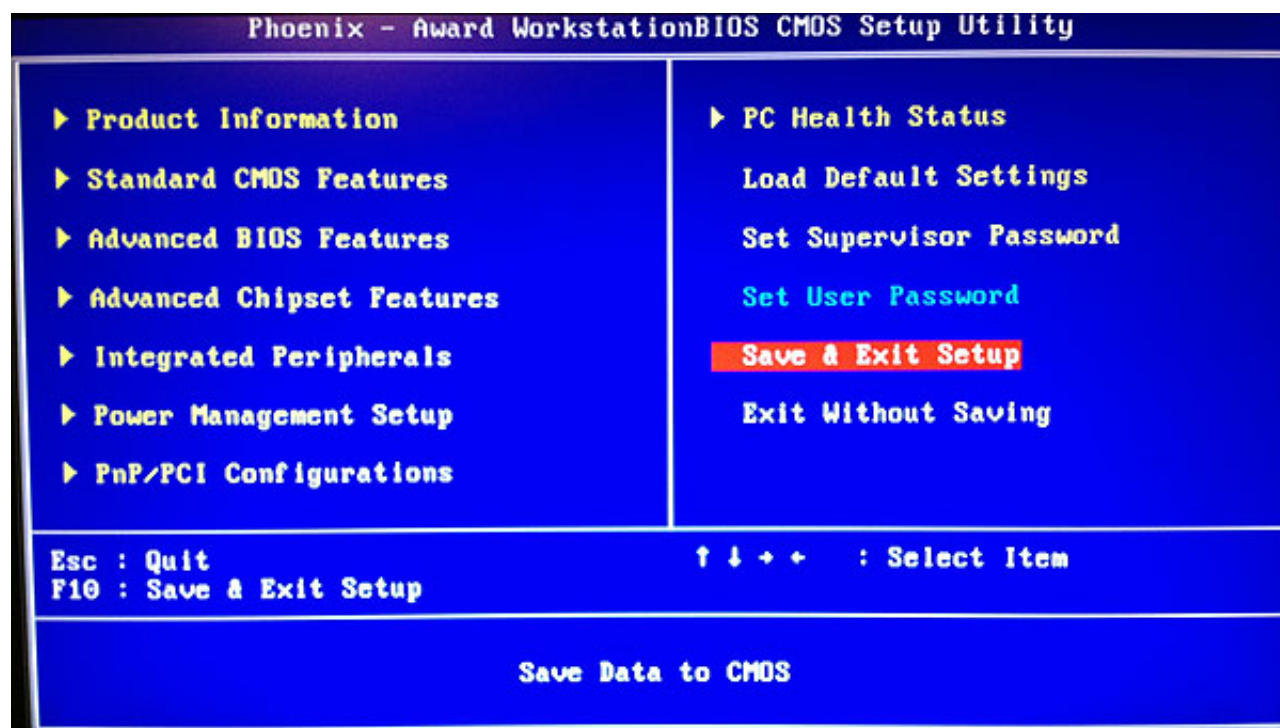 Phoenix - Award WorkstationBIOS CMOS Setup Utility
Product Information
Standard CMOS Features
Advanced BIOS Features
Advanced Chipset Features
Integrated Peripherals
Power Management Setup
PnP/PCI Configurations
PC Health Status
Load Default Settings
Set Supervisor Password
Set User Password
Save & Exit Setup
Exit Without Saving
Esc : Quit
F10 : Save & Exit Setup
↑ ↓ → ← : Select Item
Save Data to CMOS